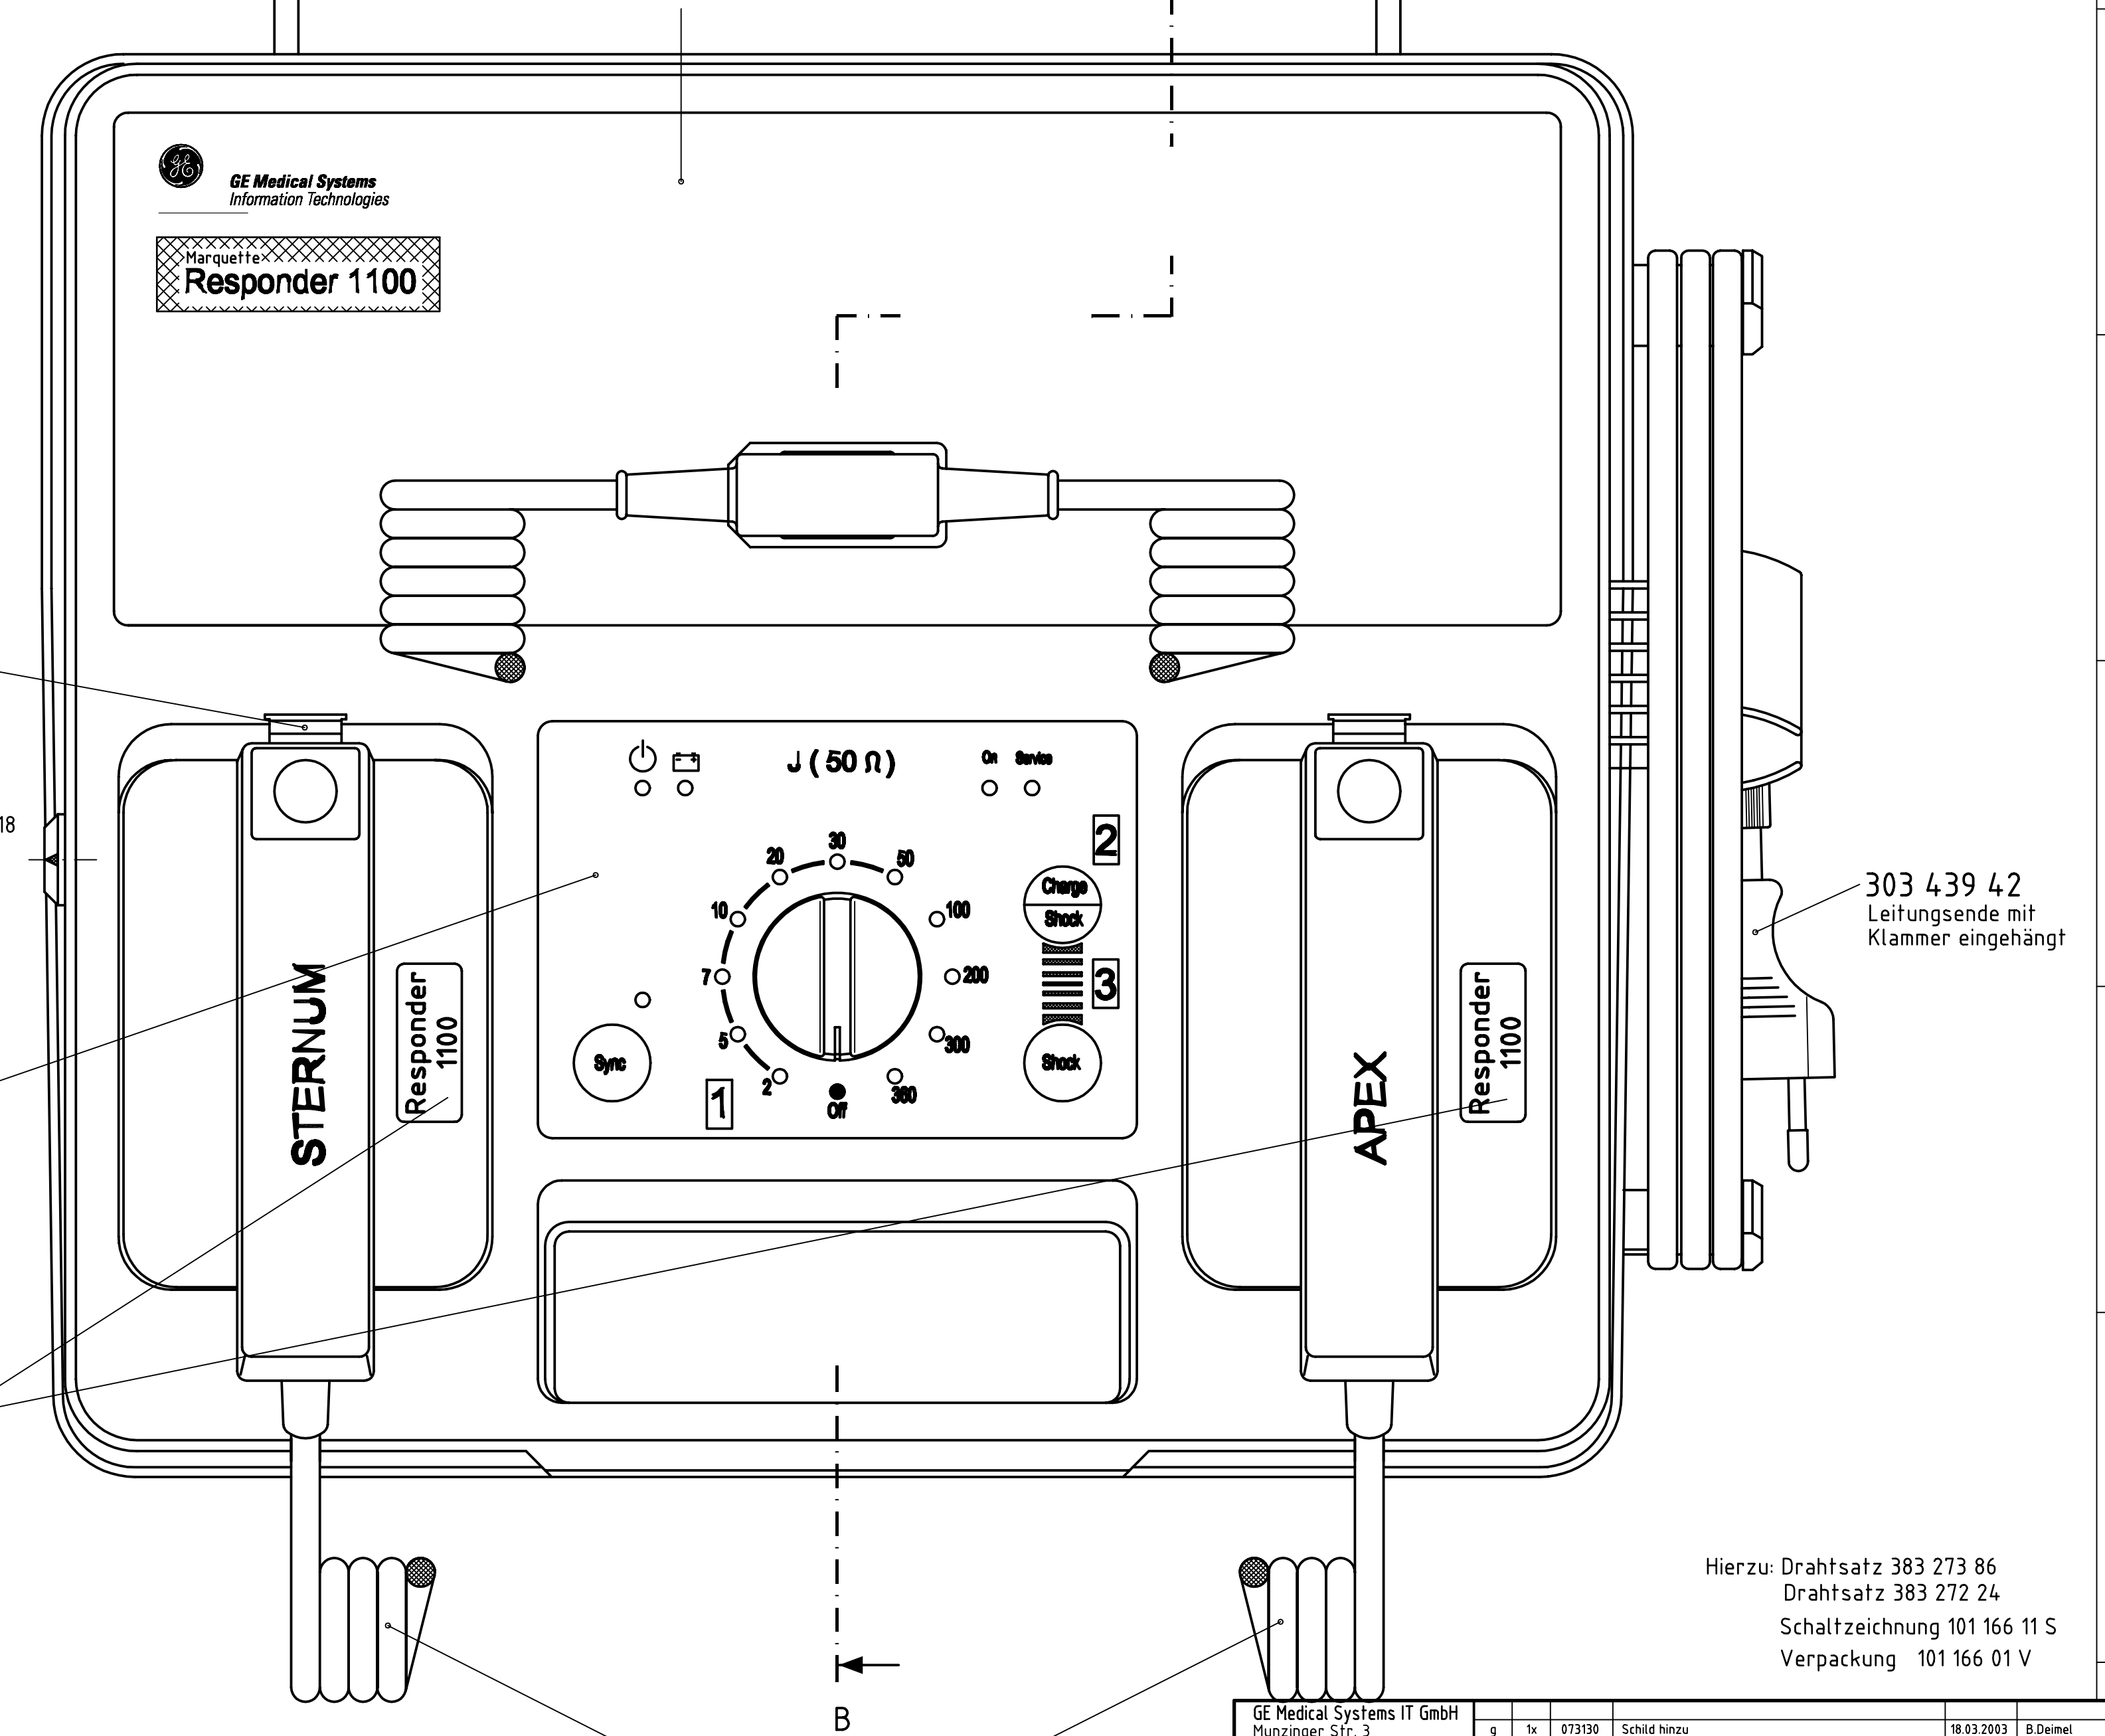 GE
GE Medical Systems
Information Technologies
Marquette
Responder 1100
J ( 50 Ω )
On Service
18
2
30
20 50
Charge
303 439 42
10 100
Shock
Leitungsende mit
Klammer eingehängt
7 200
3
STERNUM
Responder
1100
5 300
Sync
Shock
APEX
Responder
1100
2 360
1
Off
Hierzu: Drahtsatz 383 273 86
Drahtsatz 383 272 24
Schaltzeichnung 101 166 11 S
Verpackung 101 166 01 V
B
GE Medical Systems IT GmbH
Munzinger Str. 3
g 1x 073130 Schild hinzu 18.03.2003 B.Deimel